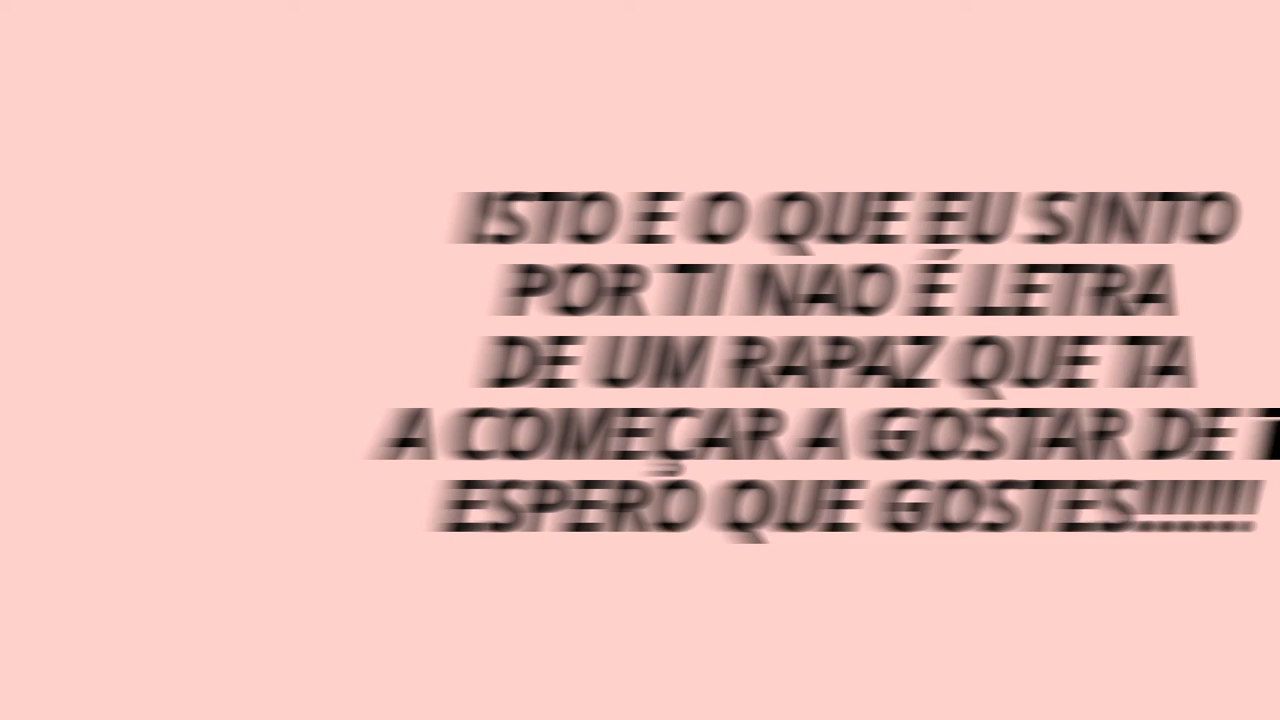 ISTO E O QUE EU SINTO
POR TI NAO É LETRA
DE UM RAPAZ QUE TA
A COMEÇAR A GOSTAR DE
ESPERO QUE GOSTES!!!!!!!!